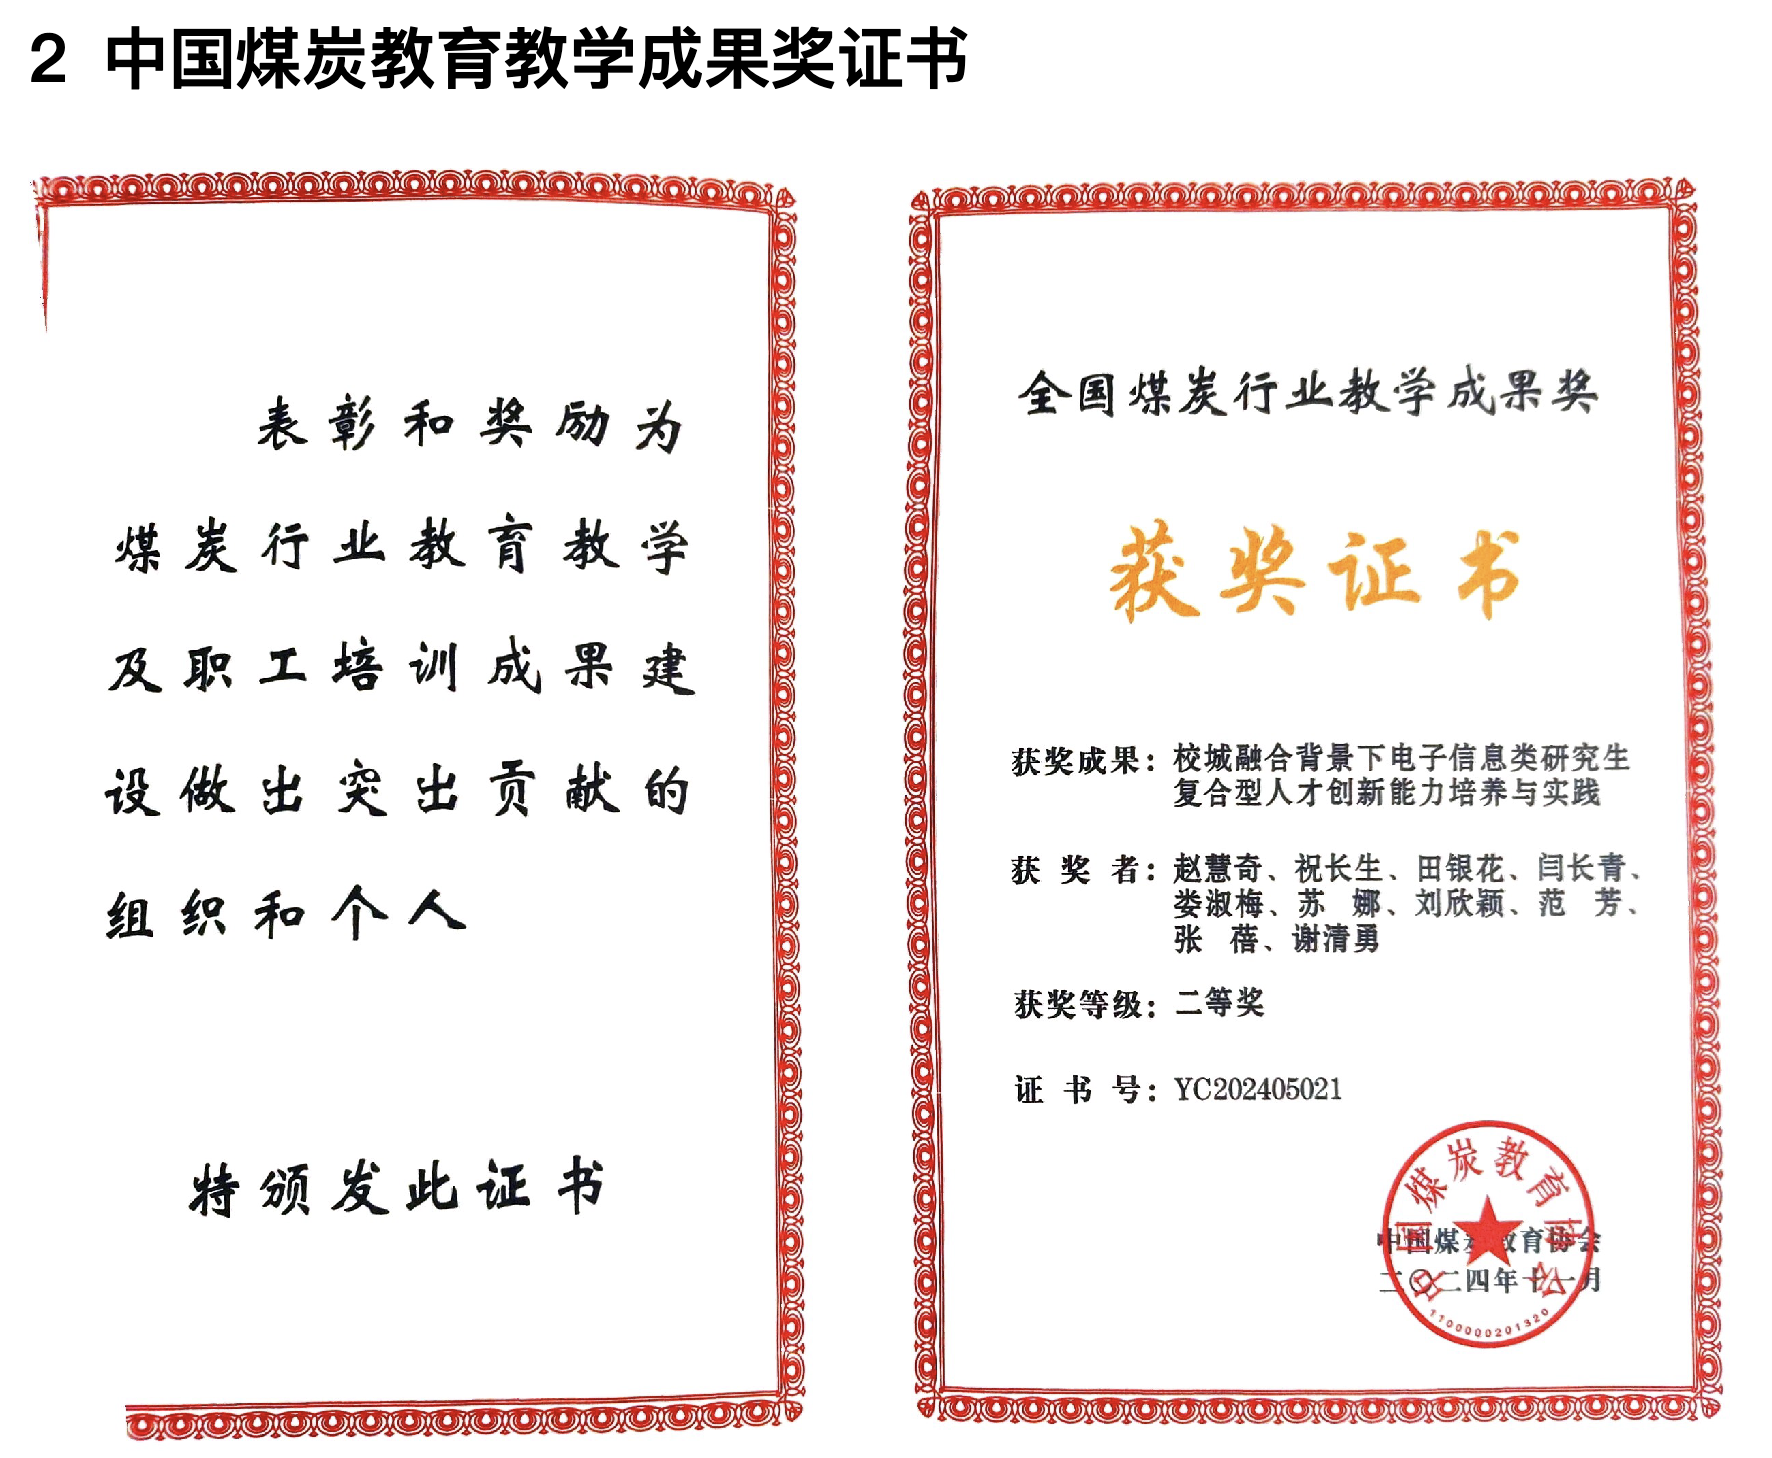 2 中国煤炭教育教学成果奖证书
表彰和奖励为
煤炭行业教育教学
及职工培训成果建
设做出突出贡献的
组织和个人
特颁发此证书
全国煤炭行业教学成果奖
获奖证书
获奖成果：校城融合背景下电子信息类研究生
复合型人才创新能力培养与实践
获 奖 者：赵慧奇、祝长生、田银花、闫长青、
娄淑梅、苏 娜、刘欣颖、范 芳、
张 蓓、谢清勇
获奖等级：二等奖
证 书 号：YC202405021
中国煤炭教育协会
中国煤炭教育协会
二〇二四年十一月
1100000201320